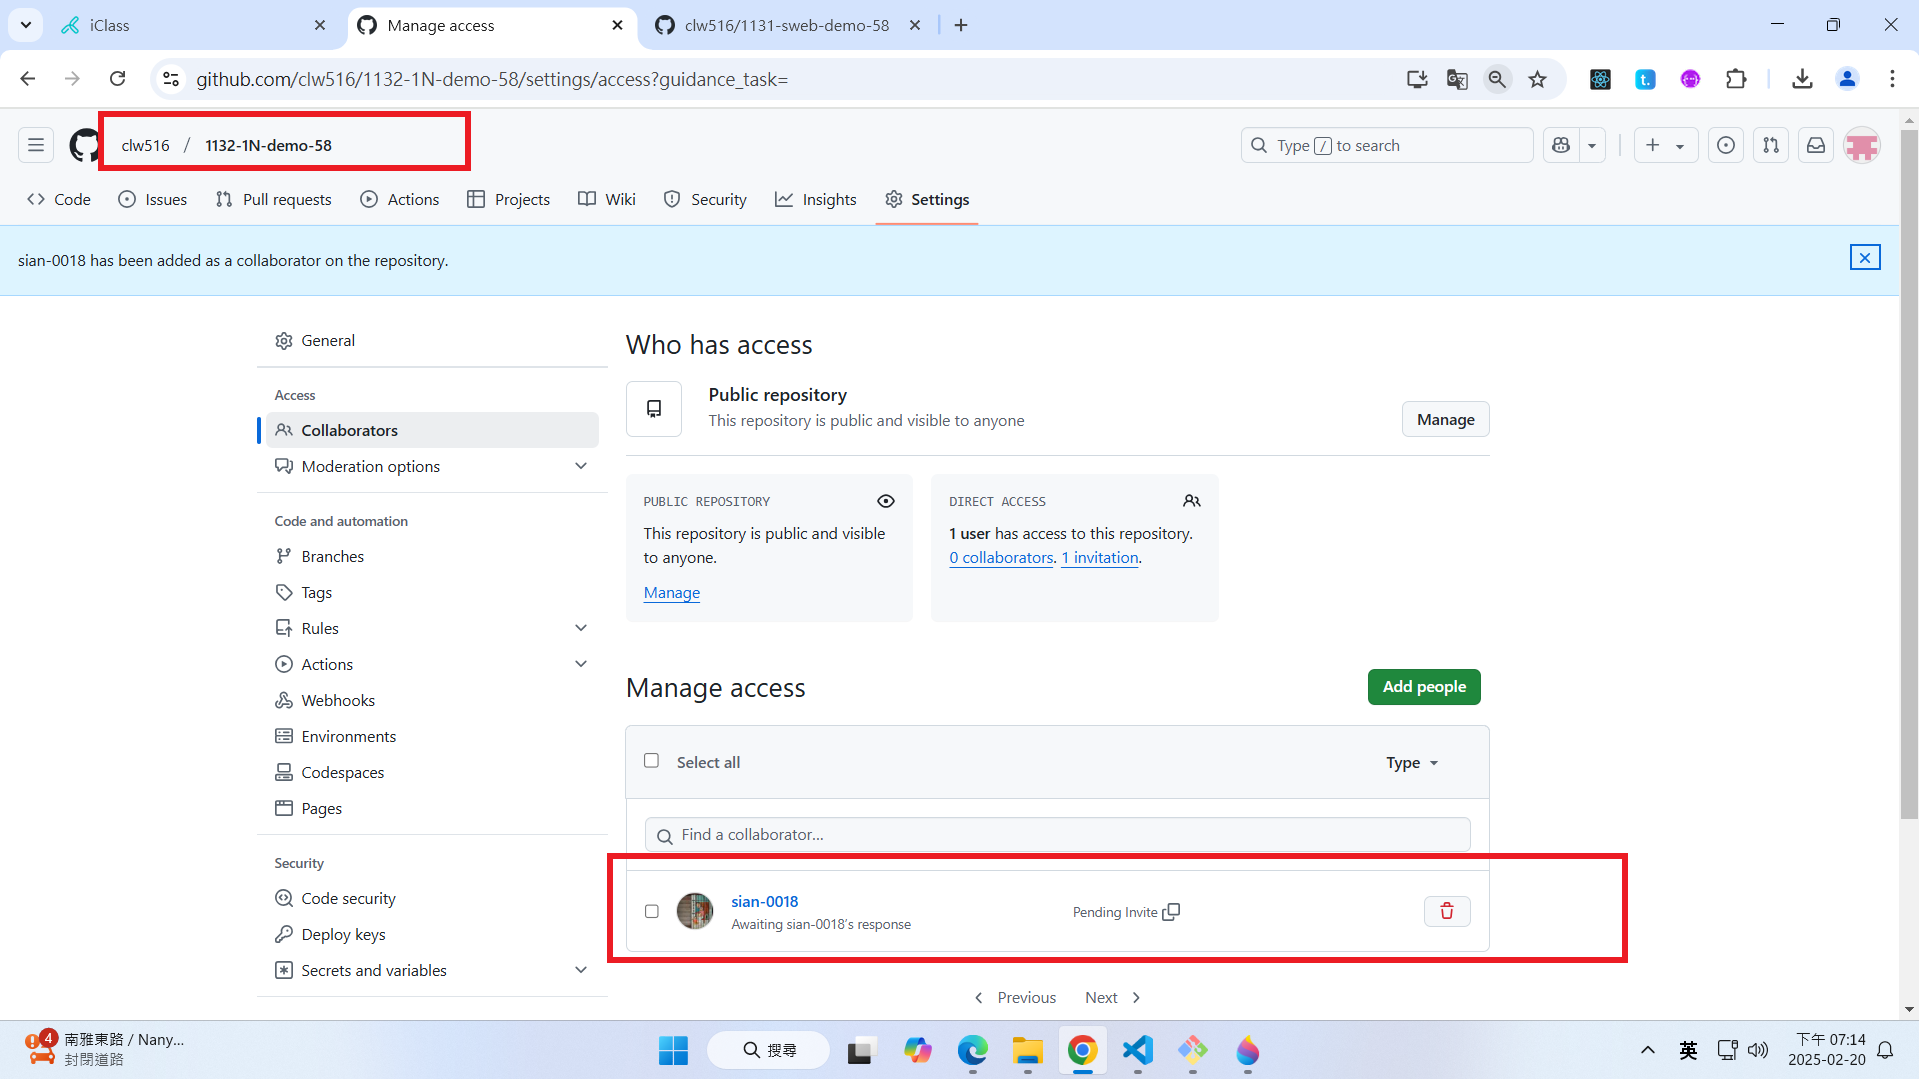 iClass
Manage access
clw516/1131-sweb-demo-58
github.com/clw516/1132-1N-demo-58/settings/access?guidance_task=
clw516 / 1132-1N-demo-58
Type / to search
Code
Issues
Pull requests
Actions
Projects
Wiki
Security
Insights
Settings
sian-0018 has been added as a collaborator on the repository.
General
Access
Collaborators
Moderation options
Code and automation
Branches
Tags
Rules
Actions
Webhooks
Environments
Codespaces
Pages
Security
Code security
Deploy keys
Secrets and variables
Who has access
Public repository
This repository is public and visible to anyone
Manage
PUBLIC REPOSITORY
This repository is public and visible
to anyone.
Manage
DIRECT ACCESS
1 user has access to this repository.
0 collaborators. 1 invitation.
Manage access
Add people
Select all
Type
Find a collaborator...
sian-0018
Awaiting sian-0018's response
Pending Invite
Previous
Next
4
南雅東路 / Nany...
封閉道路
搜尋
英
下午 07:14
2025-02-20